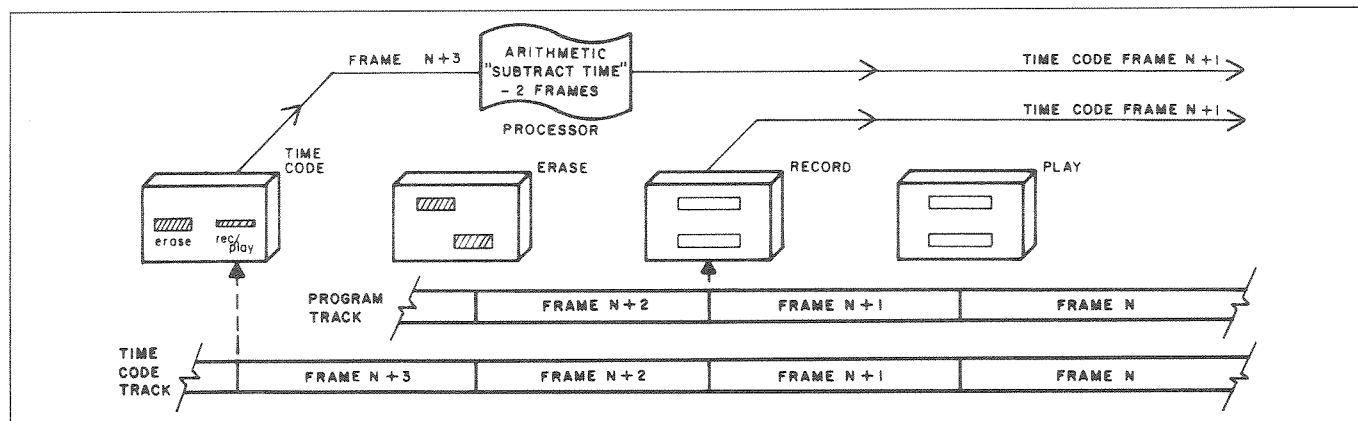 FRAME N+3
ARITHMETIC
"SUBTRACT TIME"
- 2 FRAMES
PROCESSOR
TIME CODE FRAME N+1
TIME CODE FRAME N+1
TIME
CODE
ERASE
RECORD
PLAY
erase
rec/
play
PROGRAM
TRACK
FRAME N+2
FRAME N+1
FRAME N
TIME
CODE
TRACK
FRAME N+3
FRAME N+2
FRAME N+1
FRAME N